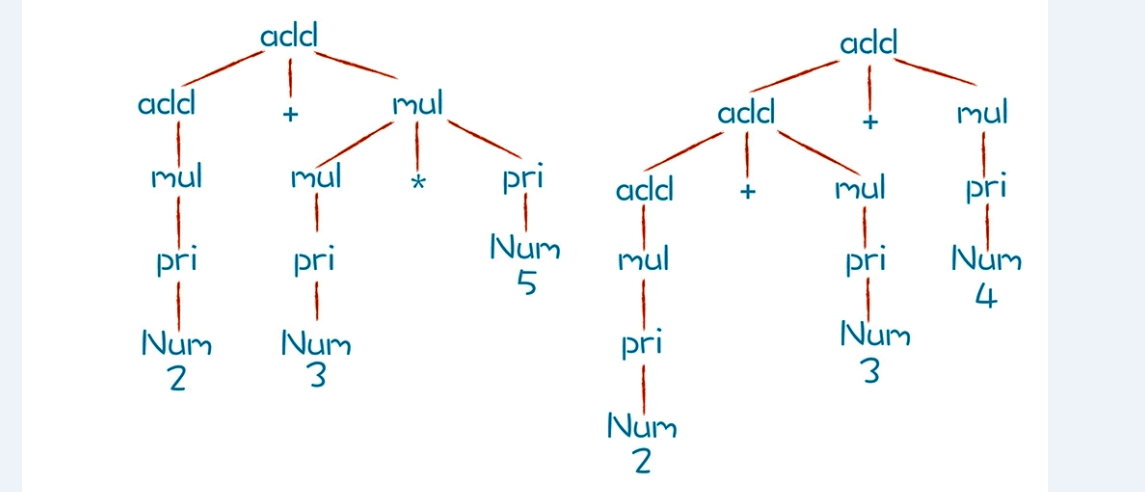 add
add + mul
mul mul * pri
pri pri Num
5
Num Num
2 3
add
add + mul
add + mul pri
mul pri Num
4
pri Num
3
Num
2